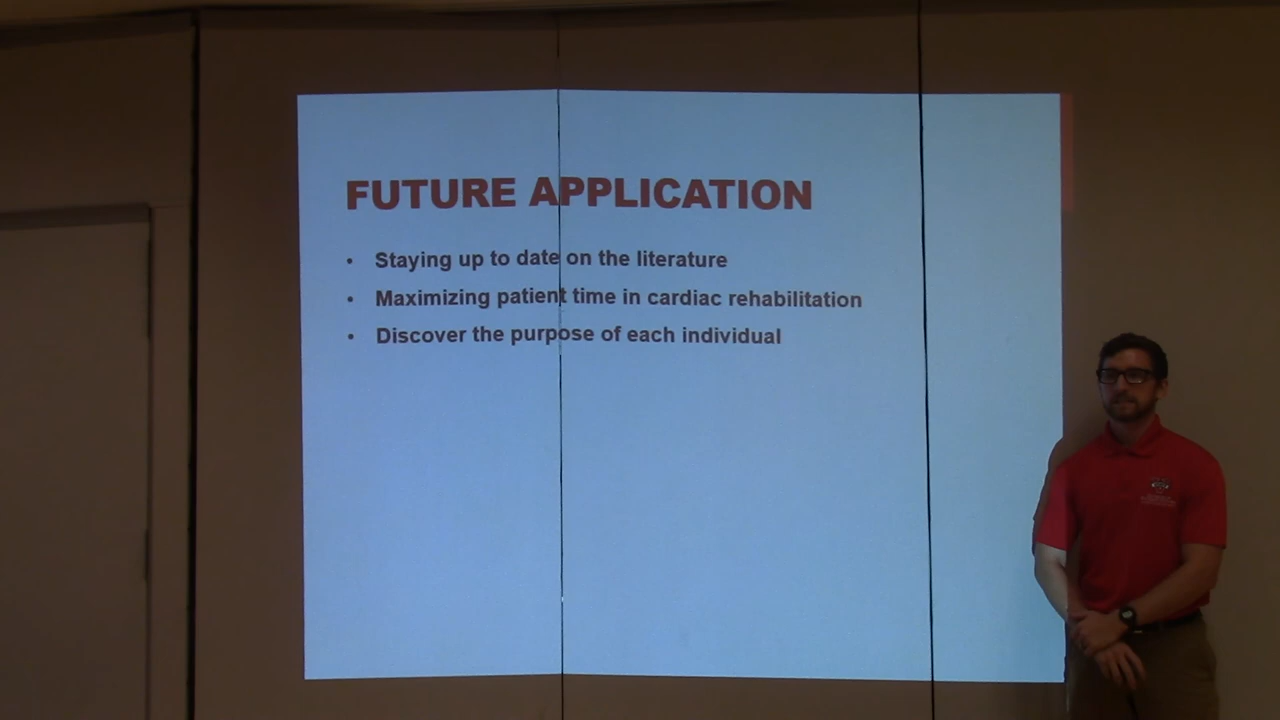 FUTURE APPLICATION
• Staying up to date on the literature
• Maximizing patient time in cardiac rehabilitation
• Discover the purpose of each individual